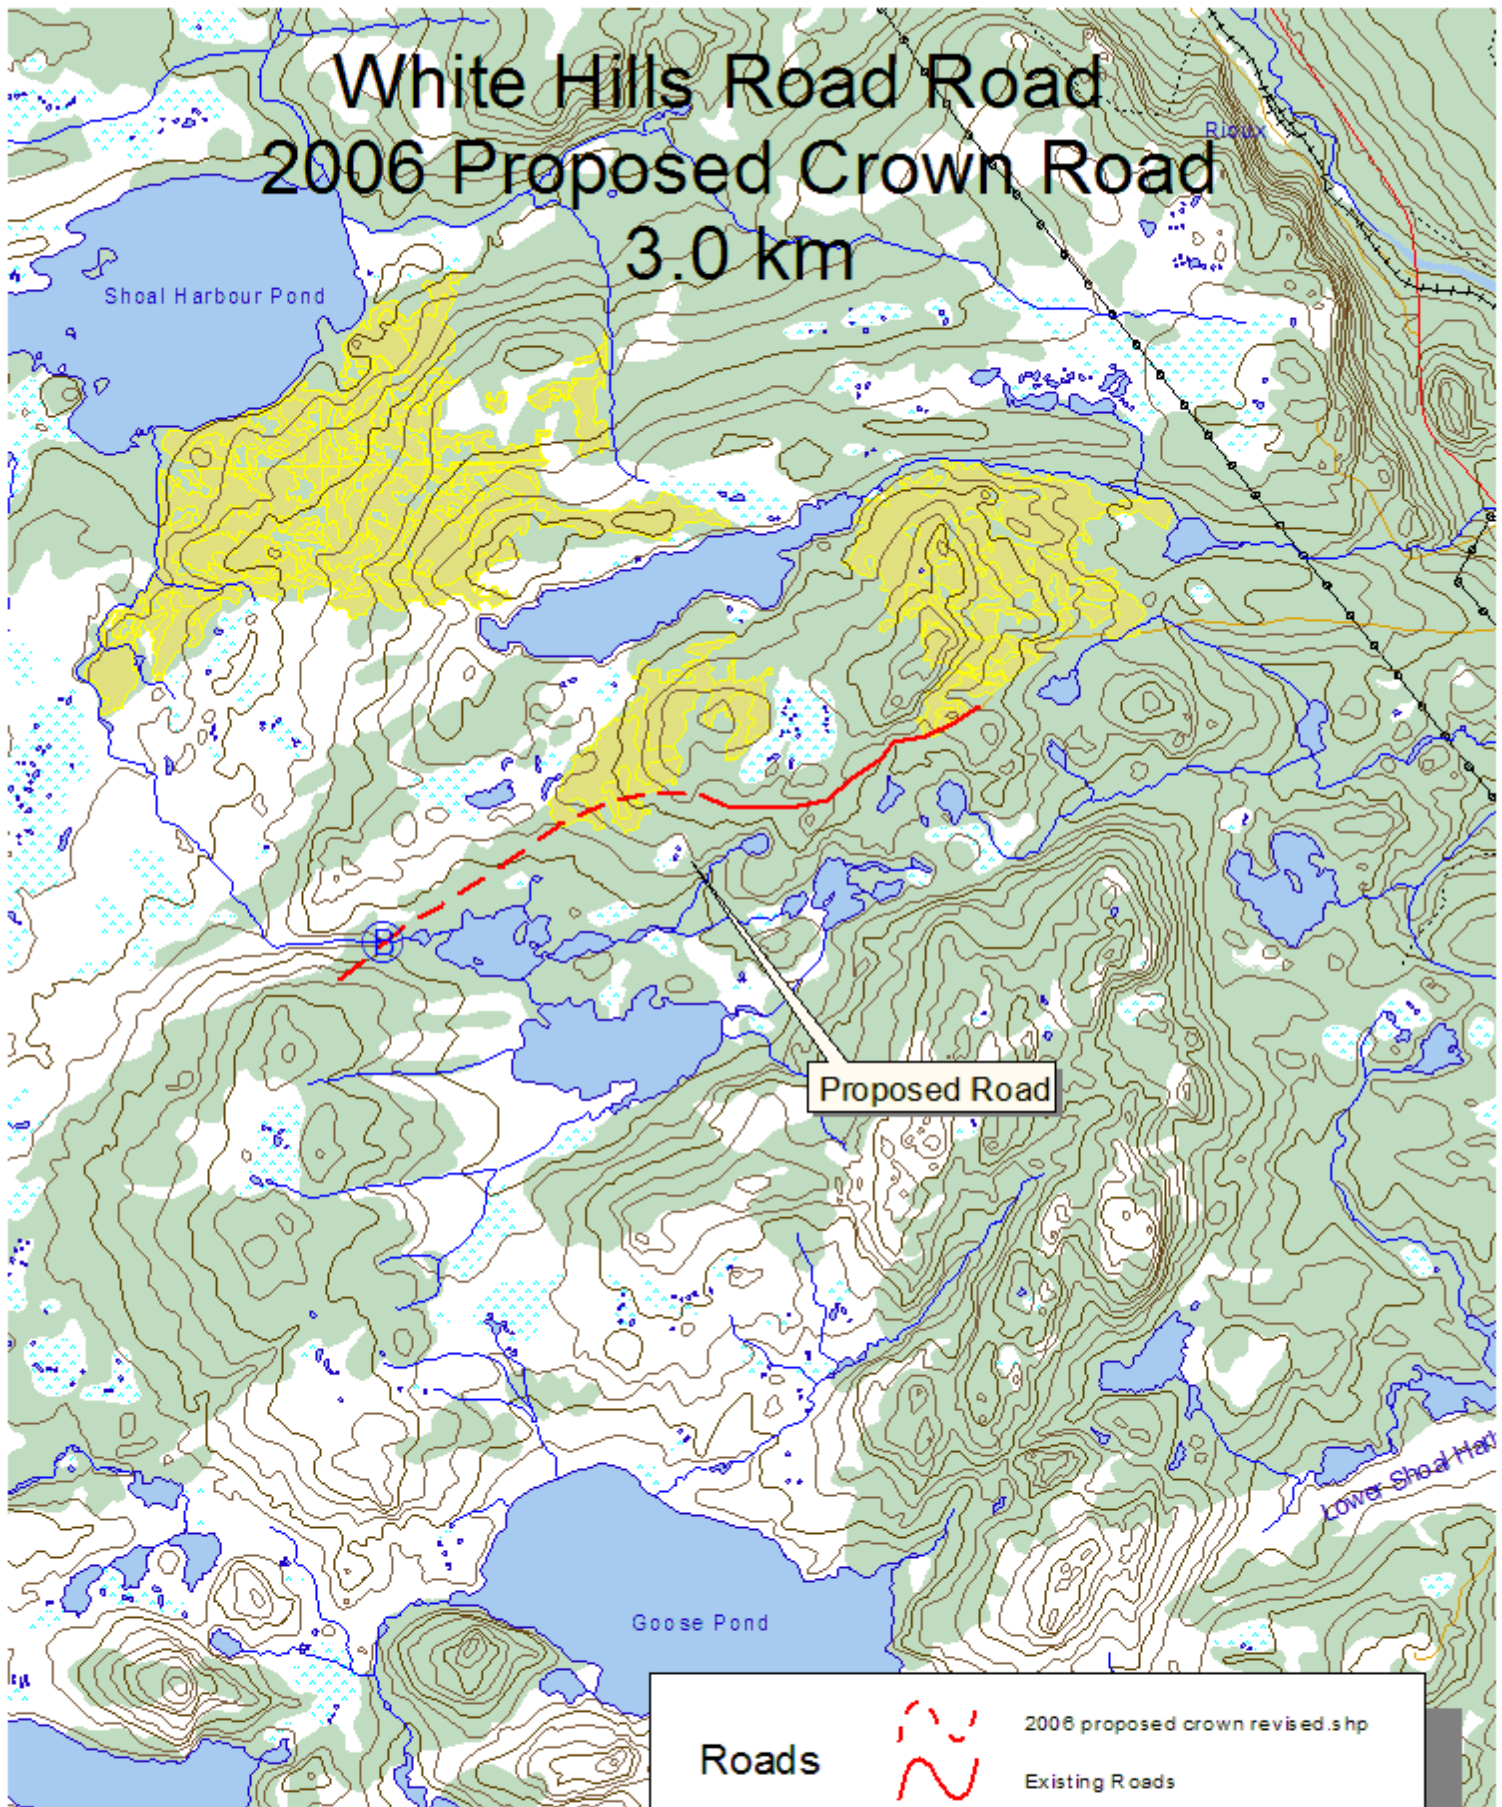 White Hills Road Road
2006 Proposed Crown Road
3.0 km
Rioux
Shoal Harbour Pond
B
Proposed Road
Lower Shoal Har
Goose Pond
Roads
2006 proposed crown revised.shp
Existing Roads